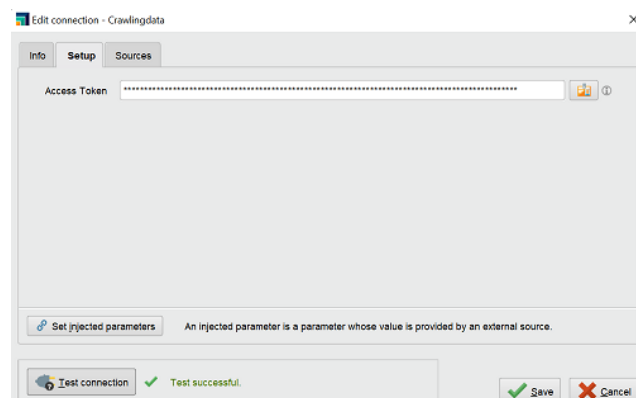 Edit connection - Crawlingdata
Info Setup Sources
Access Token ****************************************************************************************************
Set injected parameters An injected parameter is a parameter whose value is provided by an external source.
Test connection Test successful.
Save Cancel